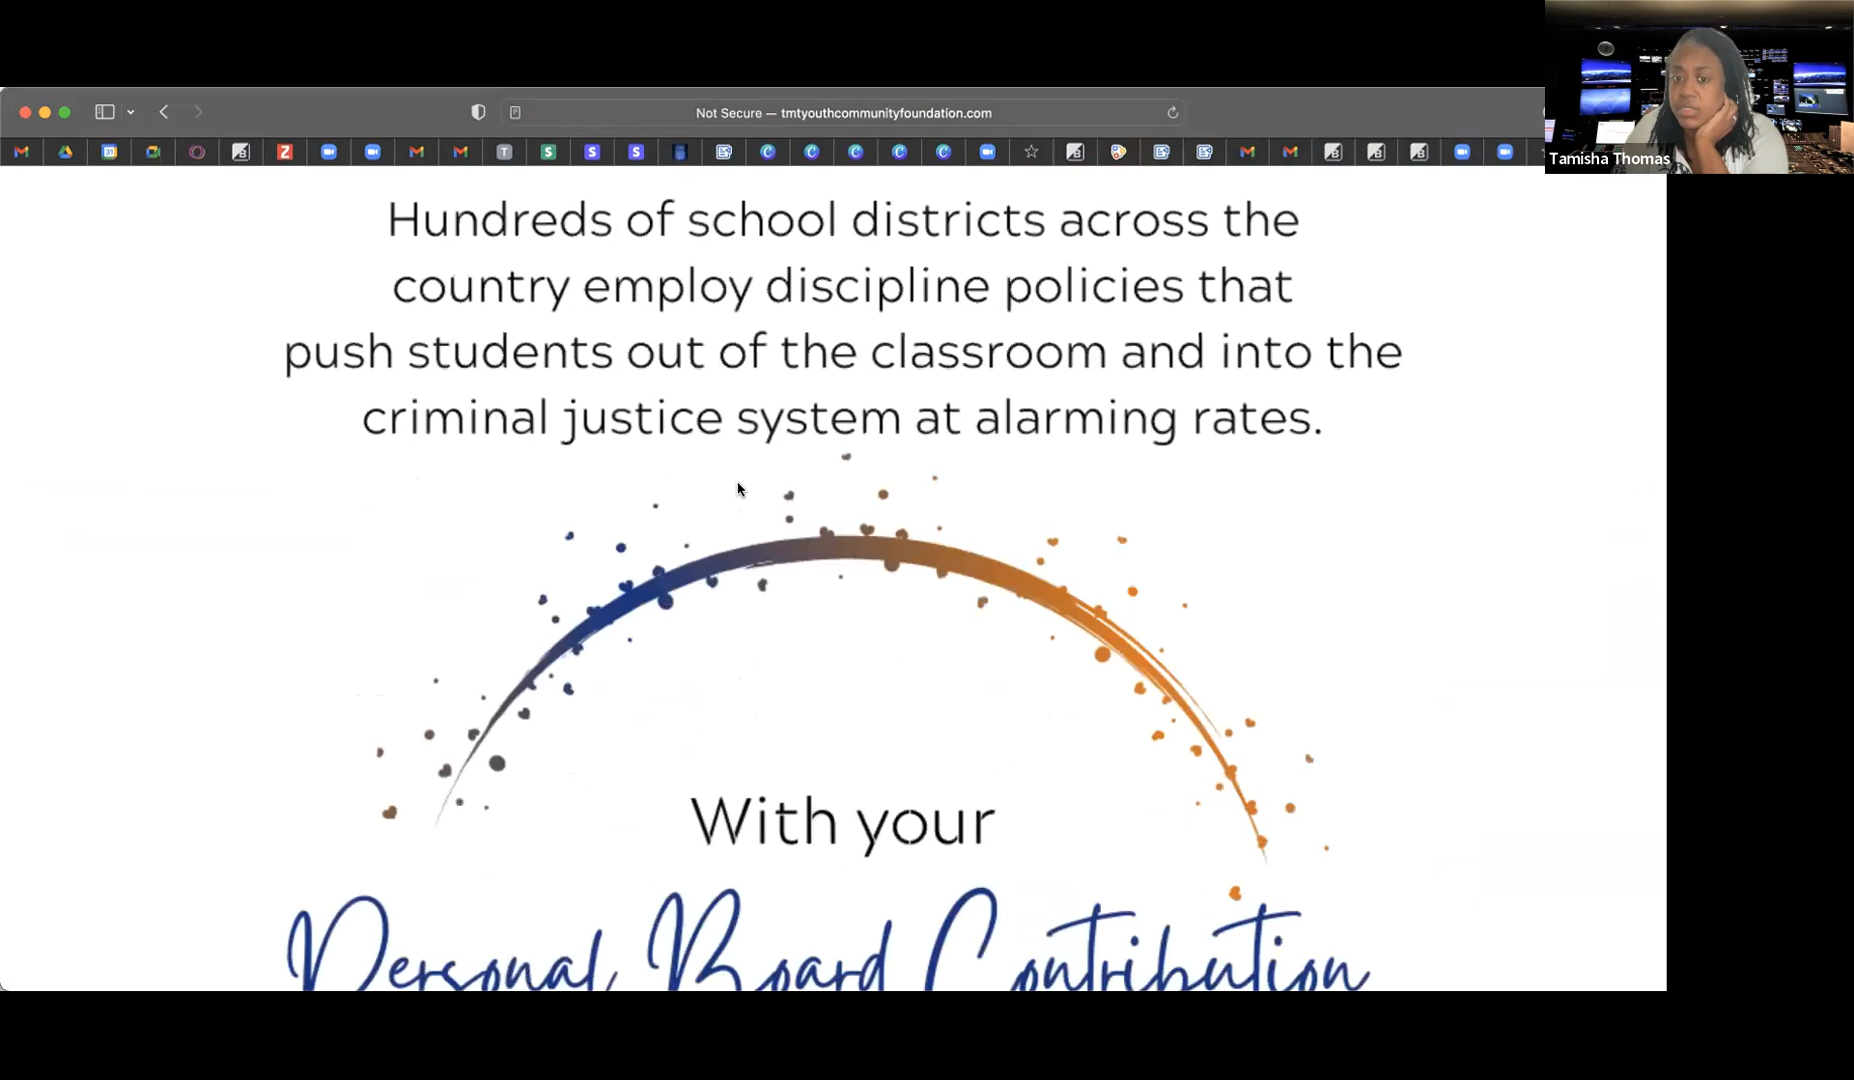 Not Secure — tmtyouthcommunityfoundation.com
Tamisha Thomas
Hundreds of school districts across the
country employ discipline policies that
push students out of the classroom and into the
criminal justice system at alarming rates.
With your
Personal Board Contribution